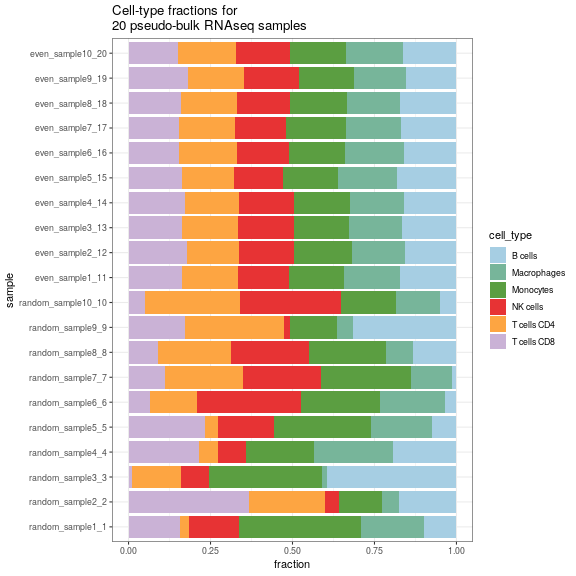 Cell-type fractions for
20 pseudo-bulk RNAseq samples
sample
even_sample10_20
even_sample9_19
even_sample8_18
even_sample7_17
even_sample6_16
even_sample5_15
even_sample4_14
even_sample3_13
even_sample2_12
even_sample1_11
random_sample10_10
random_sample9_9
random_sample8_8
random_sample7_7
random_sample6_6
random_sample5_5
random_sample4_4
random_sample3_3
random_sample2_2
random_sample1_1
0.00 0.25 0.50 0.75 1.00
fraction
cell_type
B cells
Macrophages
Monocytes
NK cells
T cells CD4
T cells CD8